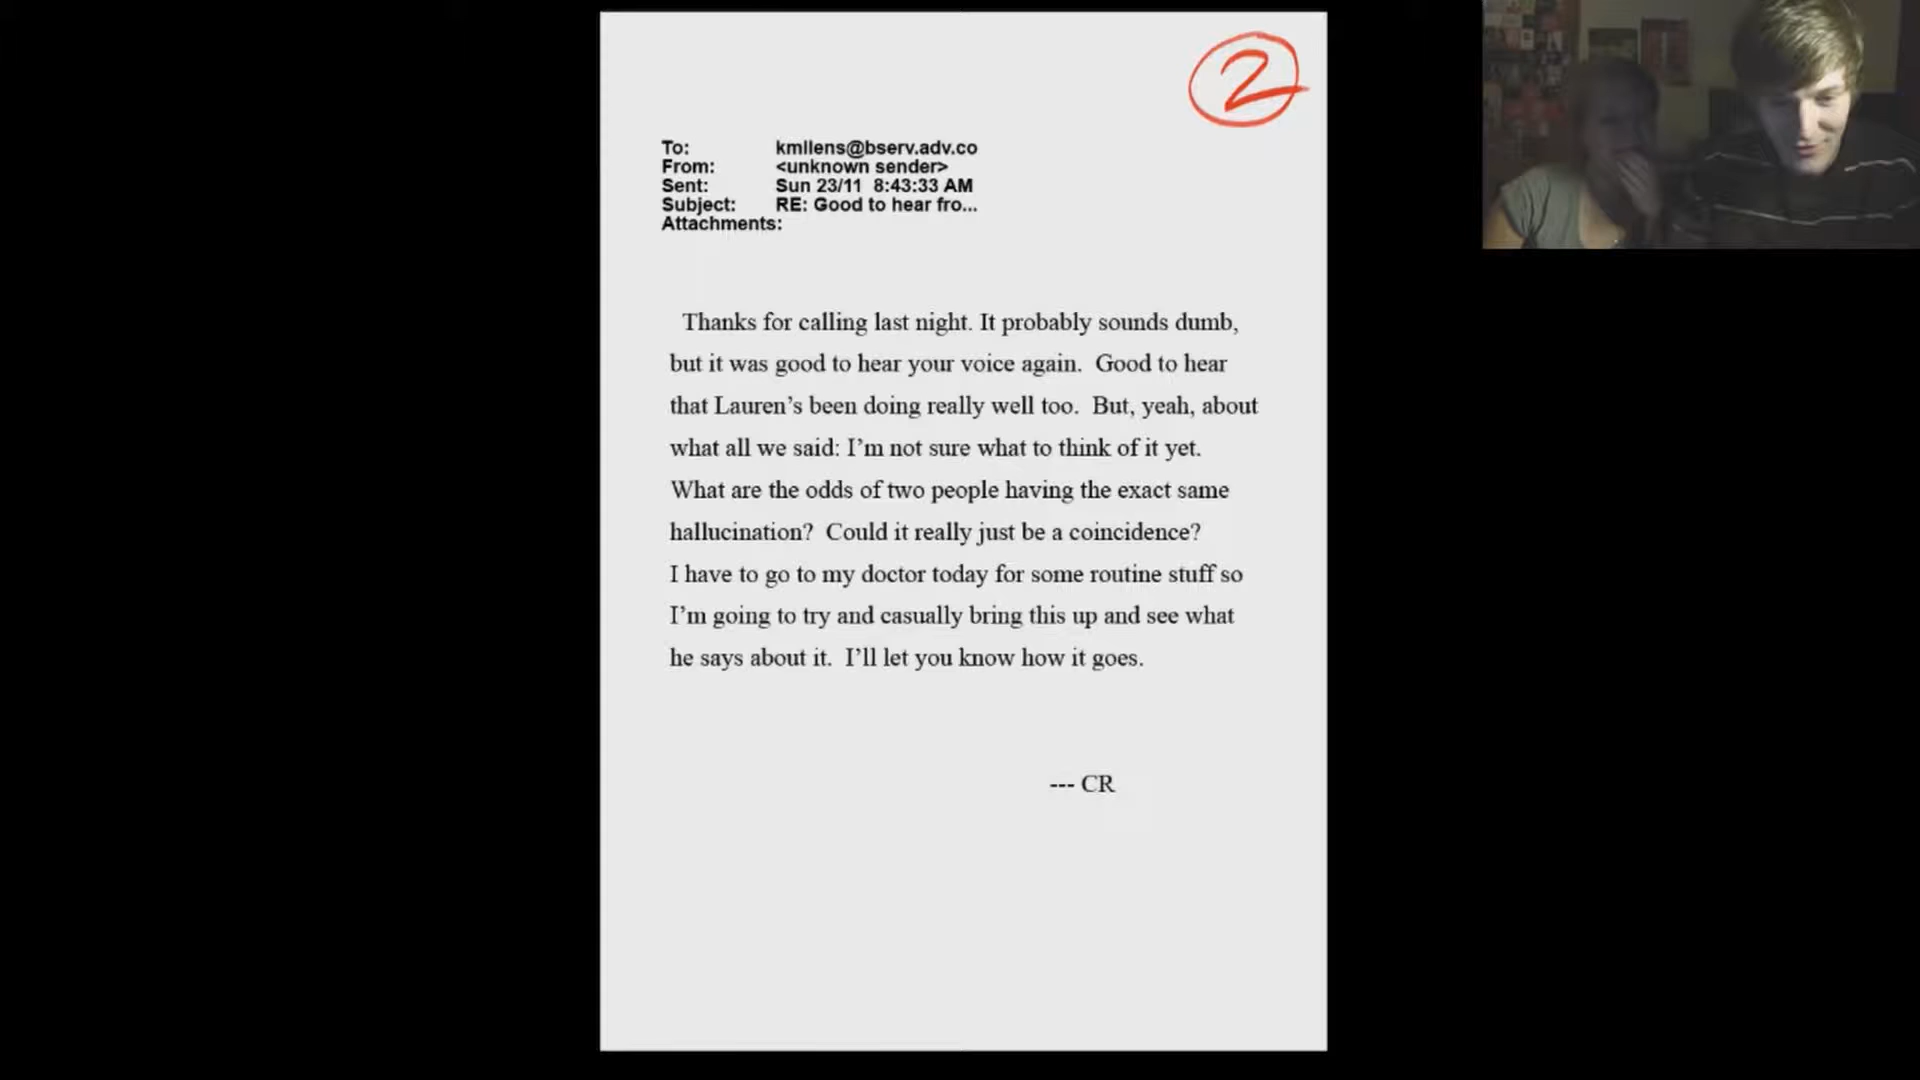 2
To: kmllens@bserv.adv.co
From: <unknown sender>
Sent: Sun 23/11 8:43:33 AM
Subject: RE: Good to hear fro...
Attachments:
Thanks for calling last night. It probably sounds dumb,
but it was good to hear your voice again. Good to hear
that Lauren's been doing really well too. But, yeah, about
what all we said: I'm not sure what to think of it yet.
What are the odds of two people having the exact same
hallucination? Could it really just be a coincidence?
I have to go to my doctor today for some routine stuff so
I'm going to try and casually bring this up and see what
he says about it. I'll let you know how it goes.
--- CR